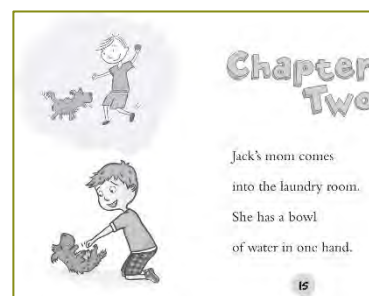 Chapter
Two
Jack's mom comes
into the laundry room.
She has a bowl
of water in one hand.
15